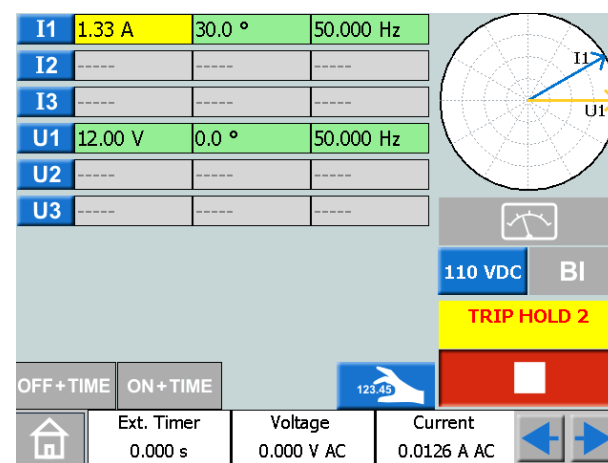 I1 1.33 A 30.0 ° 50.000 Hz
I2 ----- ----- -----
I3 ----- ----- -----
U1 12.00 V 0.0 ° 50.000 Hz
U2 ----- ----- -----
U3 ----- ----- -----
I1
U1
110 VDC BI
TRIP HOLD 2
OFF+TIME ON+TIME 123.45
Ext. Timer Voltage Current
0.000 s 0.000 V AC 0.0126 A AC